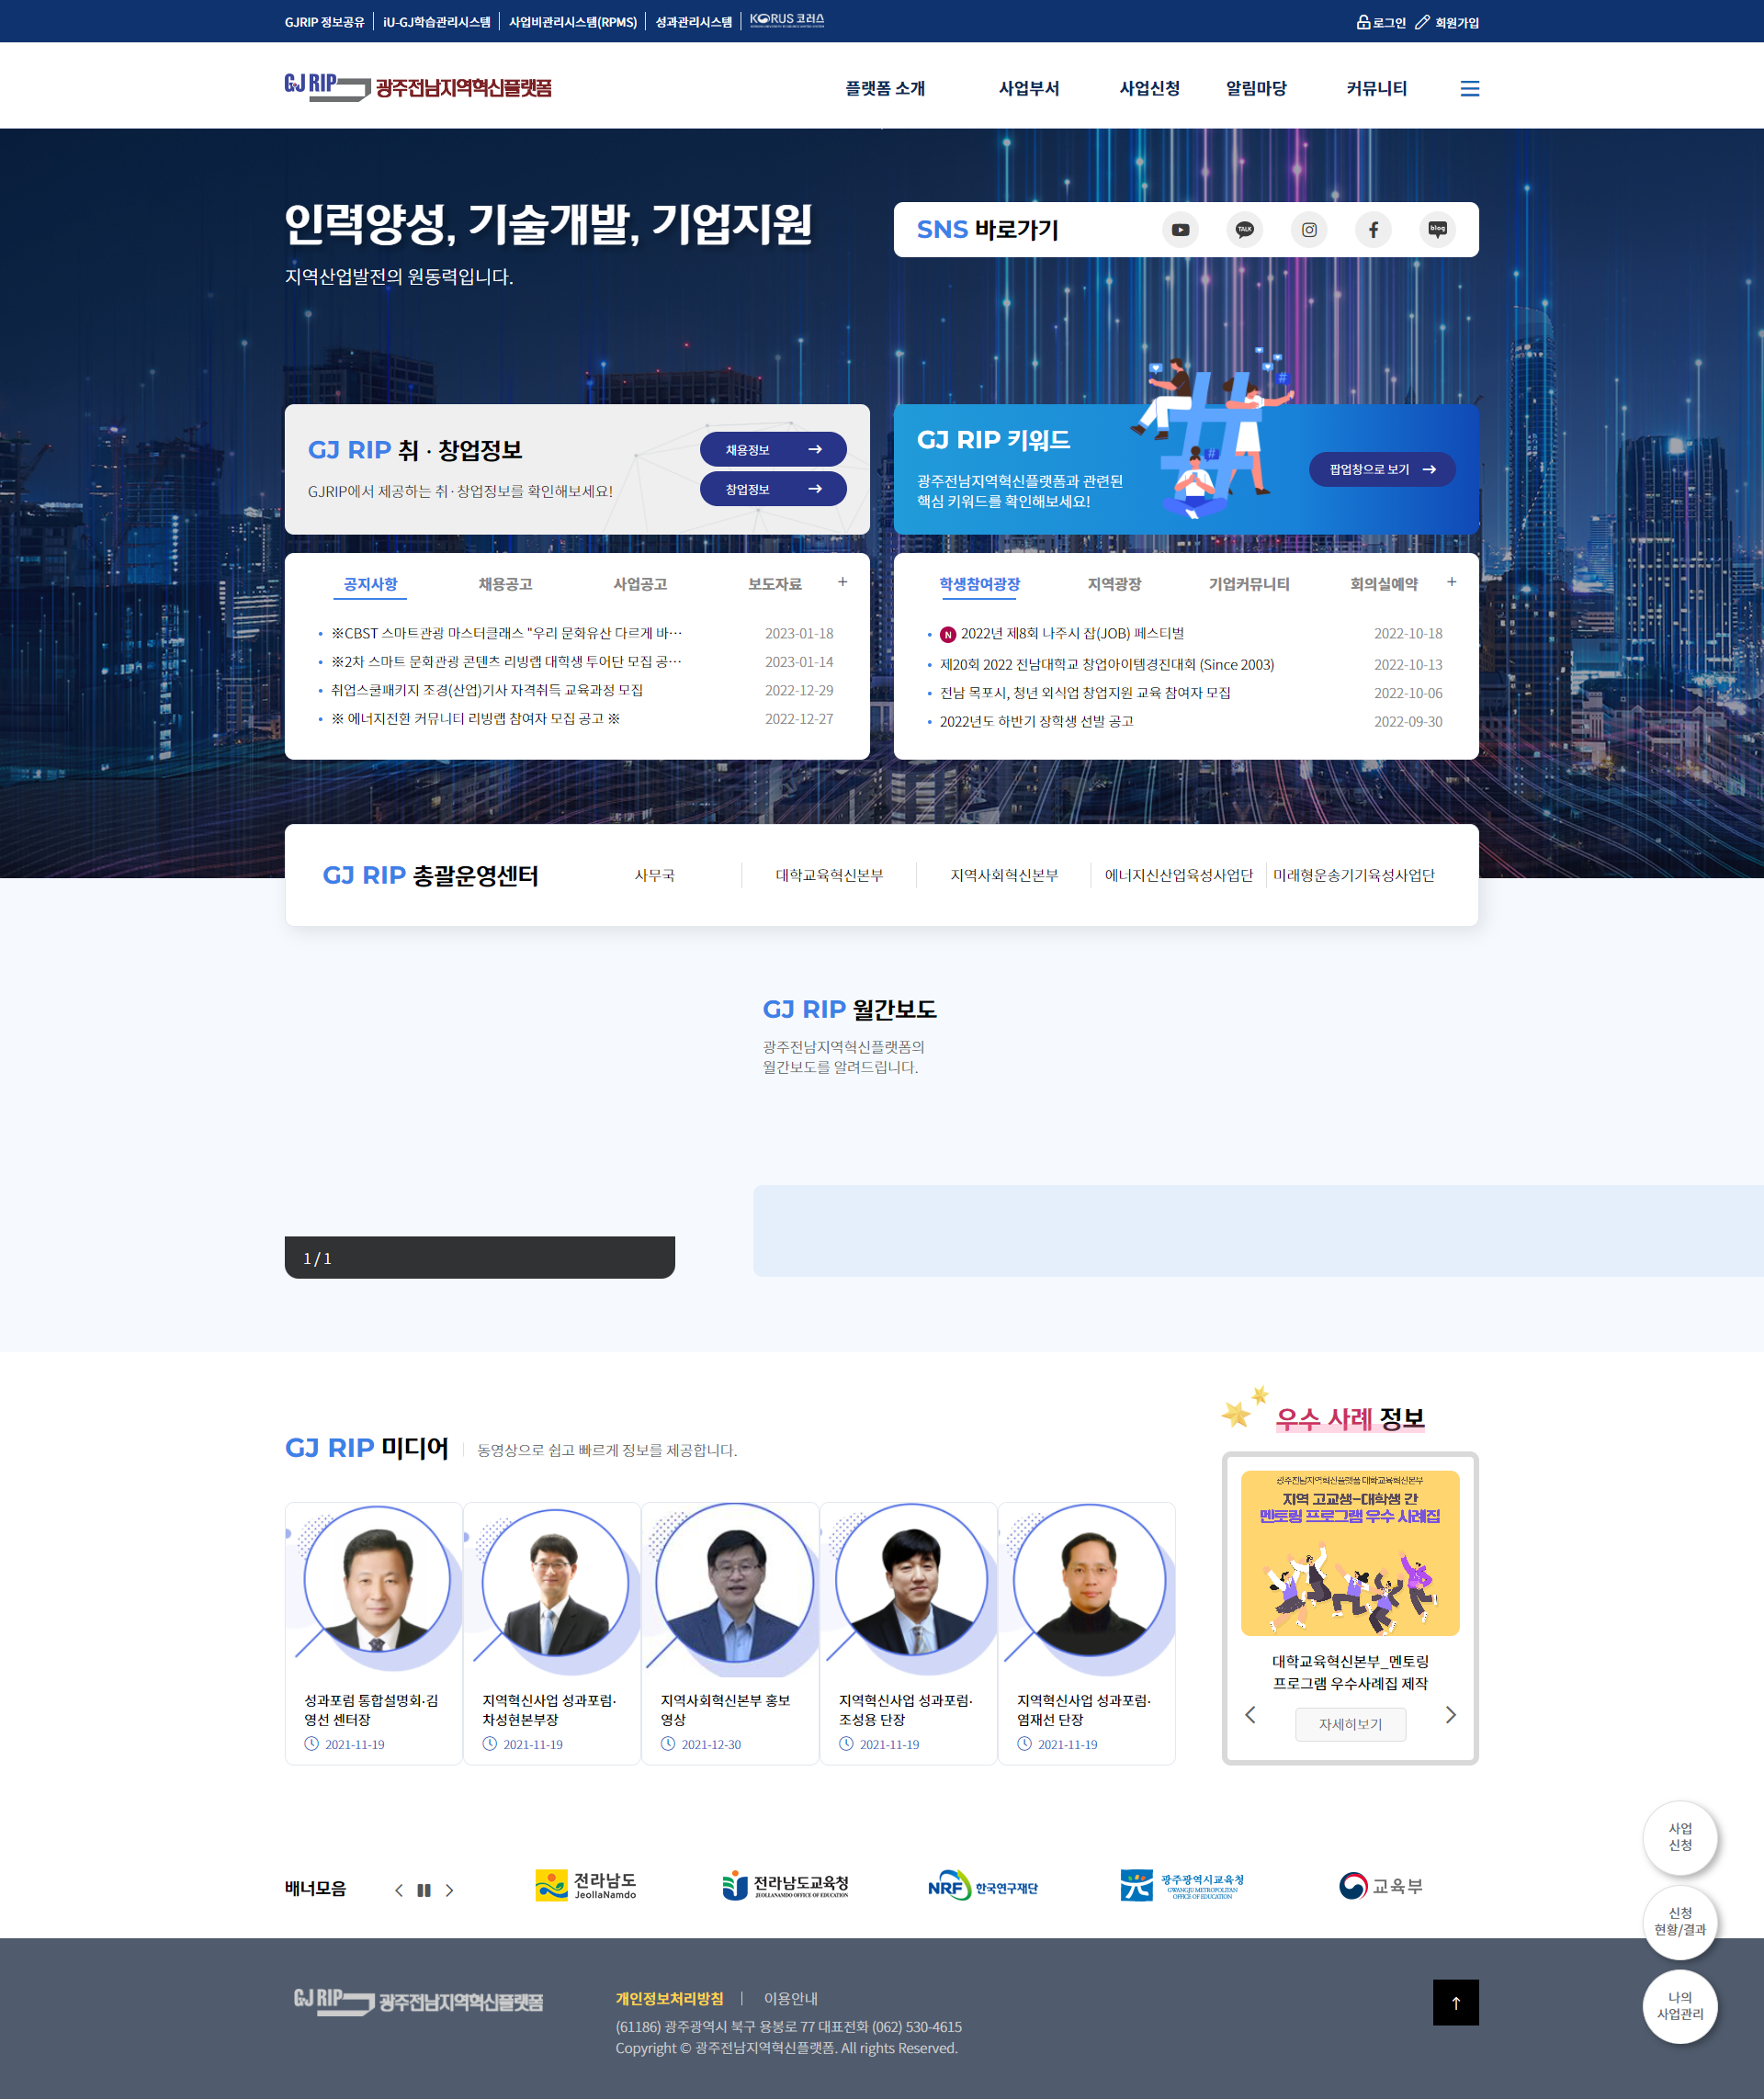 GJRIP 정보공유
iU-GJ학습관리시스템
사업비관리시스템(RPMS)
성과관리시스템
KORUS 코러스
로그인
회원가입
GJ RIP 광주전남지역혁신플랫폼
플랫폼 소개
사업부서
사업신청
알림마당
커뮤니티
인력양성, 기술개발, 기업지원
지역산업발전의 원동력입니다.
SNS 바로가기
TALK
blog
GJ RIP 취 · 창업정보
GJRIP에서 제공하는 취 · 창업정보를 확인해보세요!
채용정보
창업정보
GJ RIP 키워드
광주전남지역혁신플랫폼과 관련된
핵심 키워드를 확인해보세요!
팝업창으로 보기
공지사항
채용공고
사업공고
보도자료
+
※CBST 스마트관광 마스터클래스 "우리 문화유산 다르게 바⋯
2023-01-18
※2차 스마트 문화관광 콘텐츠 리빙랩 대학생 투어단 모집 공⋯
2023-01-14
취업스쿨패키지 조경(산업)기사 자격취득 교육과정 모집
2022-12-29
※ 에너지전환 커뮤니티 리빙랩 참여자 모집 공고 ※
2022-12-27
학생참여광장
지역광장
기업커뮤니티
회의실예약
+
N 2022년 제8회 나주시 잡(JOB) 페스티벌
2022-10-18
제20회 2022 전남대학교 창업아이템경진대회 (Since 2003)
2022-10-13
전남 목포시, 청년 외식업 창업지원 교육 참여자 모집
2022-10-06
2022년도 하반기 장학생 선발 공고
2022-09-30
GJ RIP 총괄운영센터
사무국
대학교육혁신본부
지역사회혁신본부
에너지신산업육성사업단
미래형운송기기육성사업단
GJ RIP 월간보도
광주전남지역혁신플랫폼의
월간보도를 알려드립니다.
1 / 1
GJ RIP 미디어
동영상으로 쉽고 빠르게 정보를 제공합니다.
성과포럼 통합설명회·김
영선 센터장
2021-11-19
지역혁신사업 성과포럼·
차성현본부장
2021-11-19
지역사회혁신본부 홍보
영상
2021-12-30
지역혁신사업 성과포럼·
조성용 단장
2021-11-19
지역혁신사업 성과포럼·
염재선 단장
2021-11-19
우수 사례 정보
광주전남지역혁신플랫폼 대학교육혁신본부
지역 고교생-대학생 간
멘토링 프로그램 우수 사례집
대학교육혁신본부_멘토링
프로그램 우수사례집 제작
자세히보기
배너모음
전라남도
JeollaNamdo
전라남도교육청
JEOLLANAMDO OFFICE OF EDUCATION
NRF 한국연구재단
광주광역시교육청
GWANGJU METROPOLITAN
OFFICE OF EDUCATION
교육부
사업
신청
신청
현황/결과
나의
사업관리
GJ RIP 광주전남지역혁신플랫폼
개인정보처리방침
이용안내
(61186) 광주광역시 북구 용봉로 77 대표전화 (062) 530-4615
Copyright © 광주전남지역혁신플랫폼. All rights Reserved.